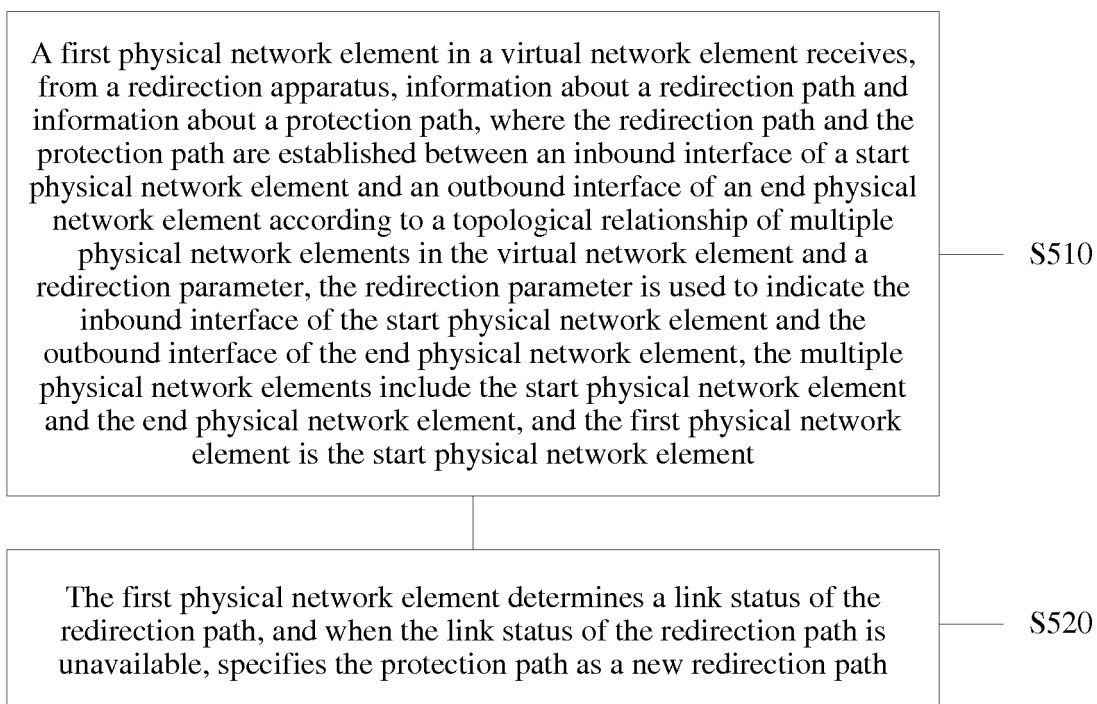 A first physical network element in a virtual network element receives,
from a redirection apparatus, information about a redirection path and
information about a protection path, where the redirection path and the
protection path are established between an inbound interface of a start
physical network element and an outbound interface of an end physical
network element according to a topological relationship of multiple
physical network elements in the virtual network element and a
redirection parameter, the redirection parameter is used to indicate the
inbound interface of the start physical network element and the
outbound interface of the end physical network element, the multiple
physical network elements include the start physical network element
and the end physical network element, and the first physical network
element is the start physical network element
S510
The first physical network element determines a link status of the
redirection path, and when the link status of the redirection path is
unavailable, specifies the protection path as a new redirection path
S520